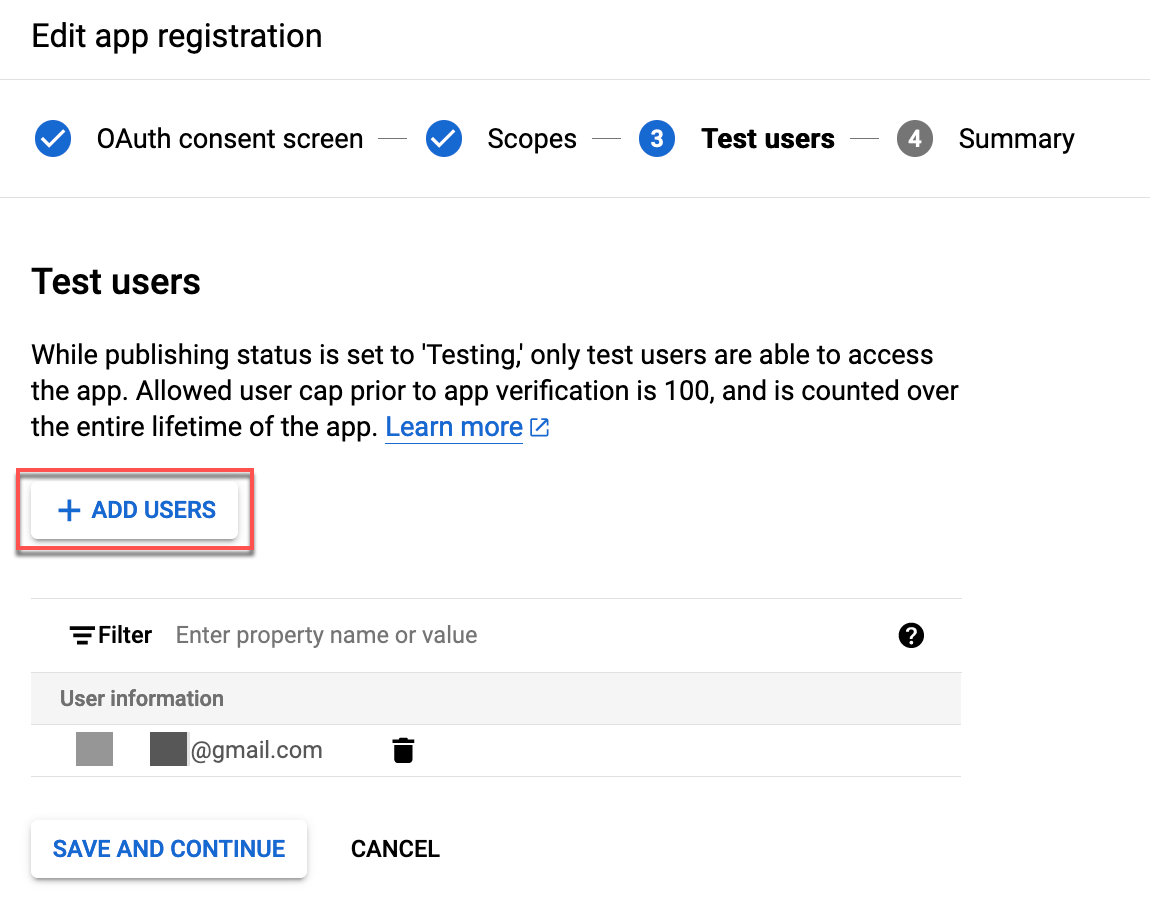 Edit app registration
OAuth consent screen
Scopes
3 Test users
4 Summary
Test users
While publishing status is set to 'Testing,' only test users are able to access
the app. Allowed user cap prior to app verification is 100, and is counted over
the entire lifetime of the app. Learn more
+ ADD USERS
Filter Enter property name or value ?
User information
@gmail.com
SAVE AND CONTINUE CANCEL